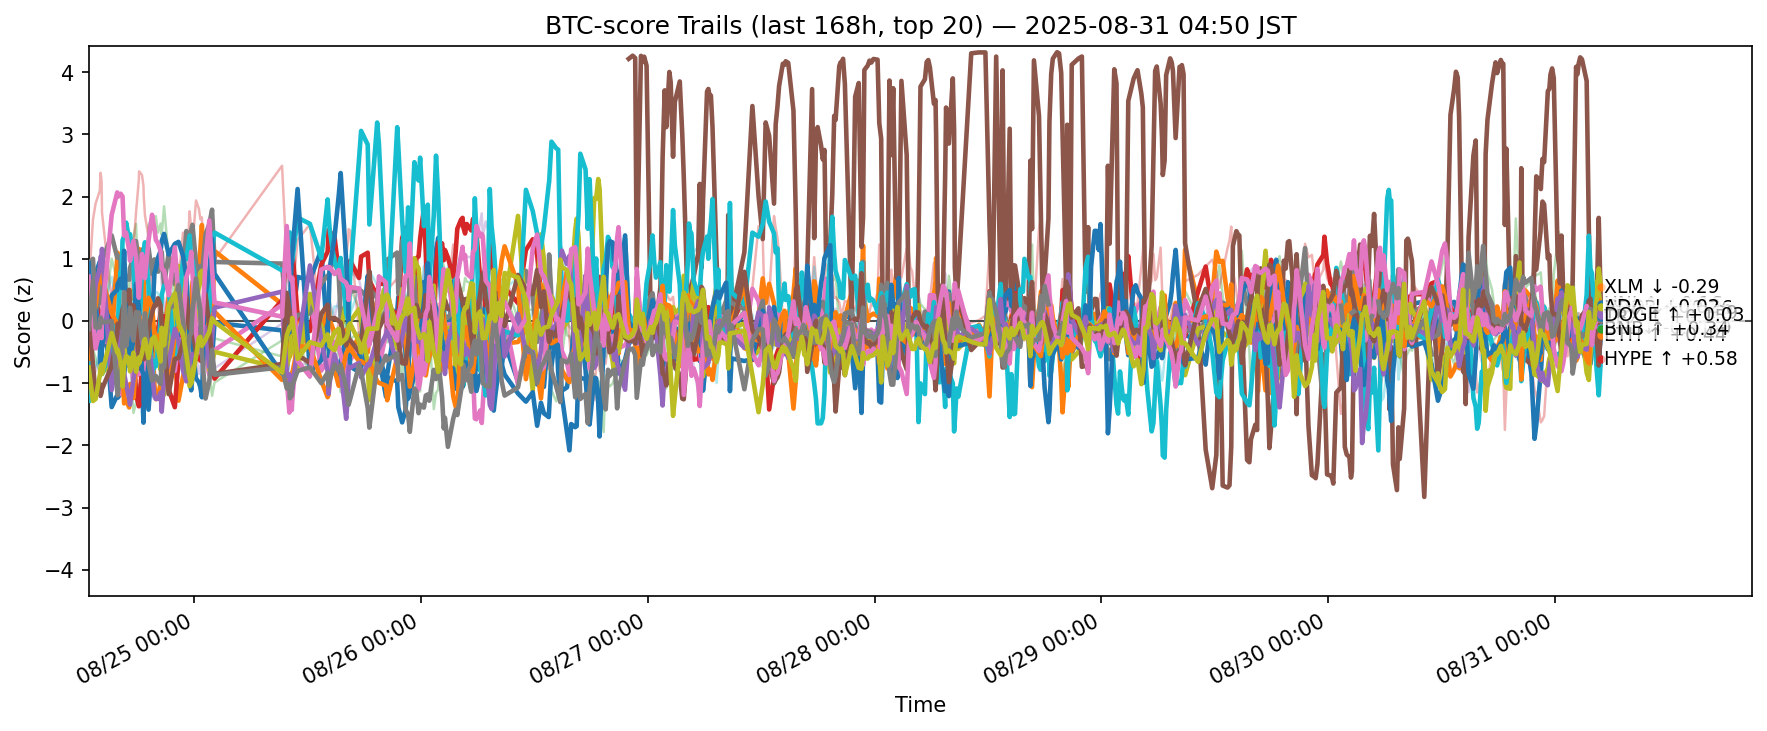 BTC-score Trails (last 168h, top 20) — 2025-08-31 04:50 JST
Score (z)
4
3
2
1
0
−1
−2
−3
−4
XLM ↓ -0.29
DOGE ↑ +0.03
BNB ↑ +0.34
HYPE ↑ +0.58
08/25 00:00
08/26 00:00
08/27 00:00
08/28 00:00
08/29 00:00
08/30 00:00
08/31 00:00
Time